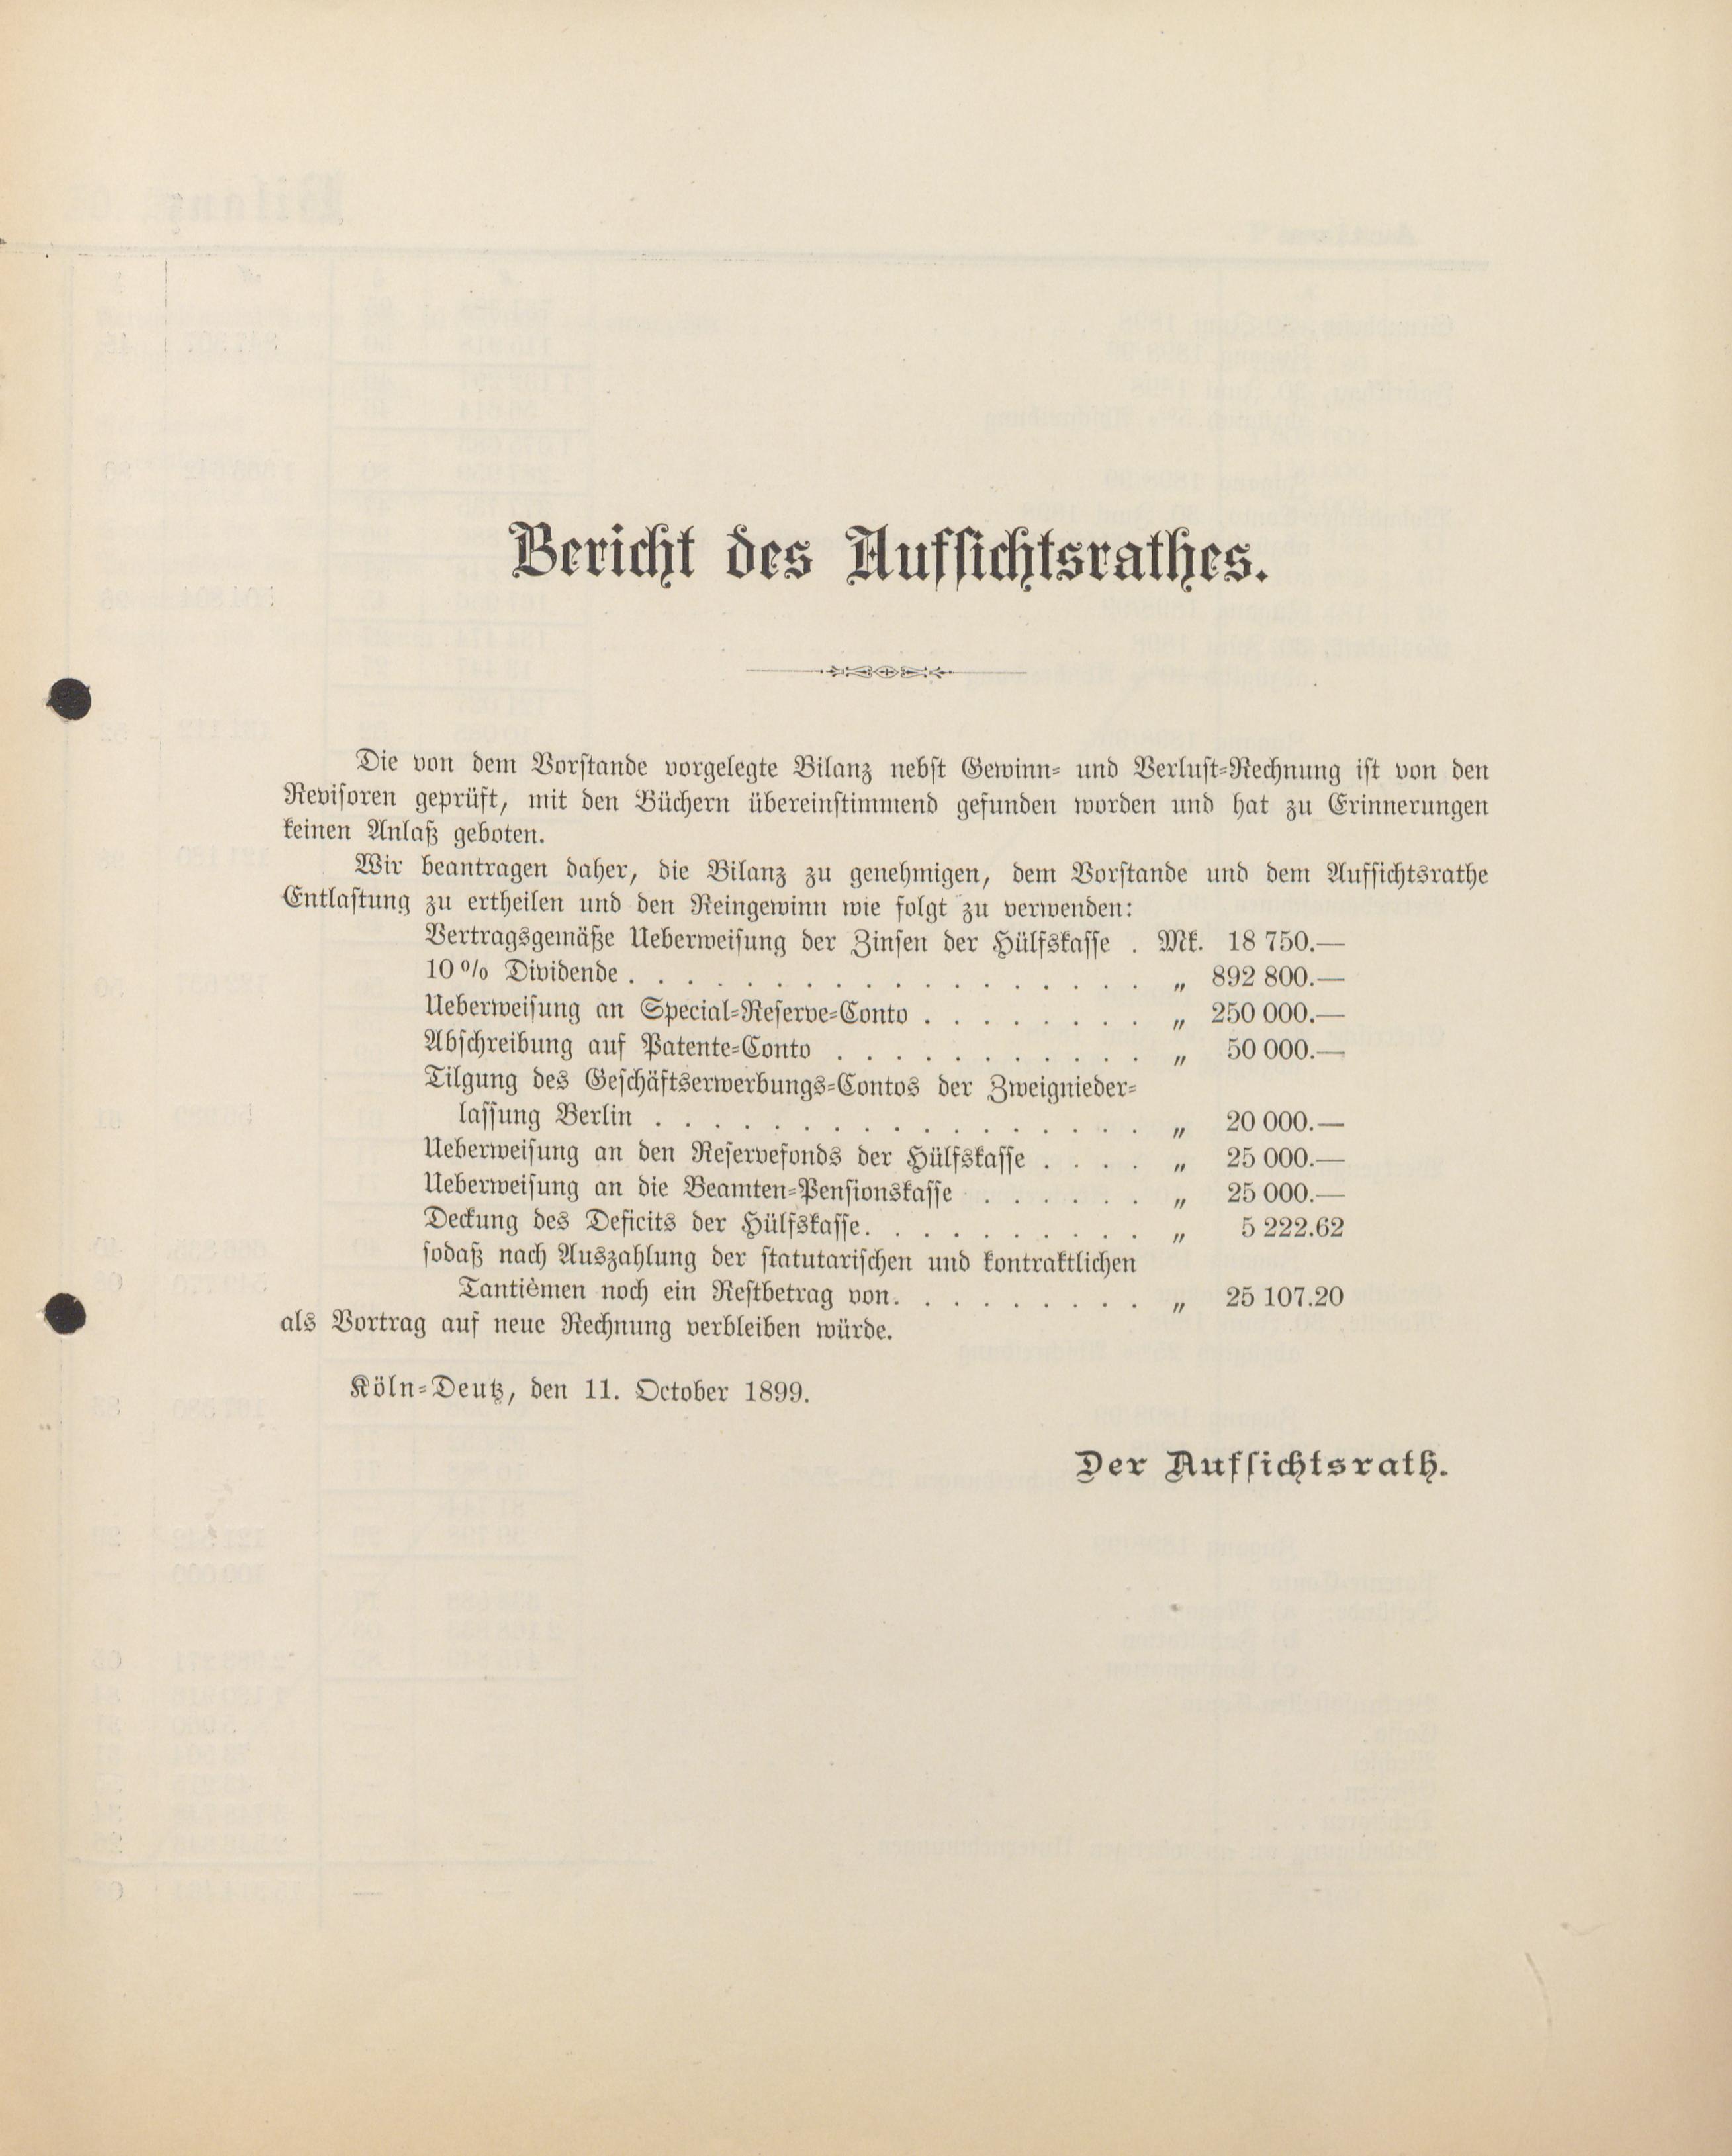 Bericht des Aufsichtsrathes.
Die von dem Vorstande vorgelegte Bilanz nebst Gewinn- und Verlust-Rechnung ist von den
Revisoren geprüft, mit den Büchern übereinstimmend gefunden worden und hat zu Erinnerungen
keinen Anlaß geboten.
Wir beantragen daher, die Bilanz zu genehmigen, dem Vorstande und dem Aufsichtsrathe
Entlastung zu ertheilen und den Reingewinn wie folgt zu verwenden:
Vertragsgemäße Ueberweisung der Zinsen der Hülfskasse . Mk. 18 750.—
10% Dividende . . . . . . . . . . . . . . . . . . „ 892 800.—
Ueberweisung an Special-Reserve-Conto . . . . . . . . „ 250 000.—
Abschreibung auf Patente-Conto . . . . . . . . . . . „ 50 000.—
Tilgung des Geschäftserwerbungs-Contos der Zweignieder-
lassung Berlin . . . . . . . . . . . . . . . . . „ 20 000.—
Ueberweisung an den Reservefonds der Hülfskasse . . . . „ 25 000.—
Ueberweisung an die Beamten-Pensionskasse . . . . . . „ 25 000.—
Deckung des Deficits der Hülfskasse. . . . . . . . . . „ 5 222.62
sodaß nach Auszahlung der statutarischen und kontraktlichen
Tantièmen noch ein Restbetrag von. . . . . . . . . „ 25 107.20
als Vortrag auf neue Rechnung verbleiben würde.
Köln-Deutz, den 11. October 1899.
Der Aufsichtsrath.